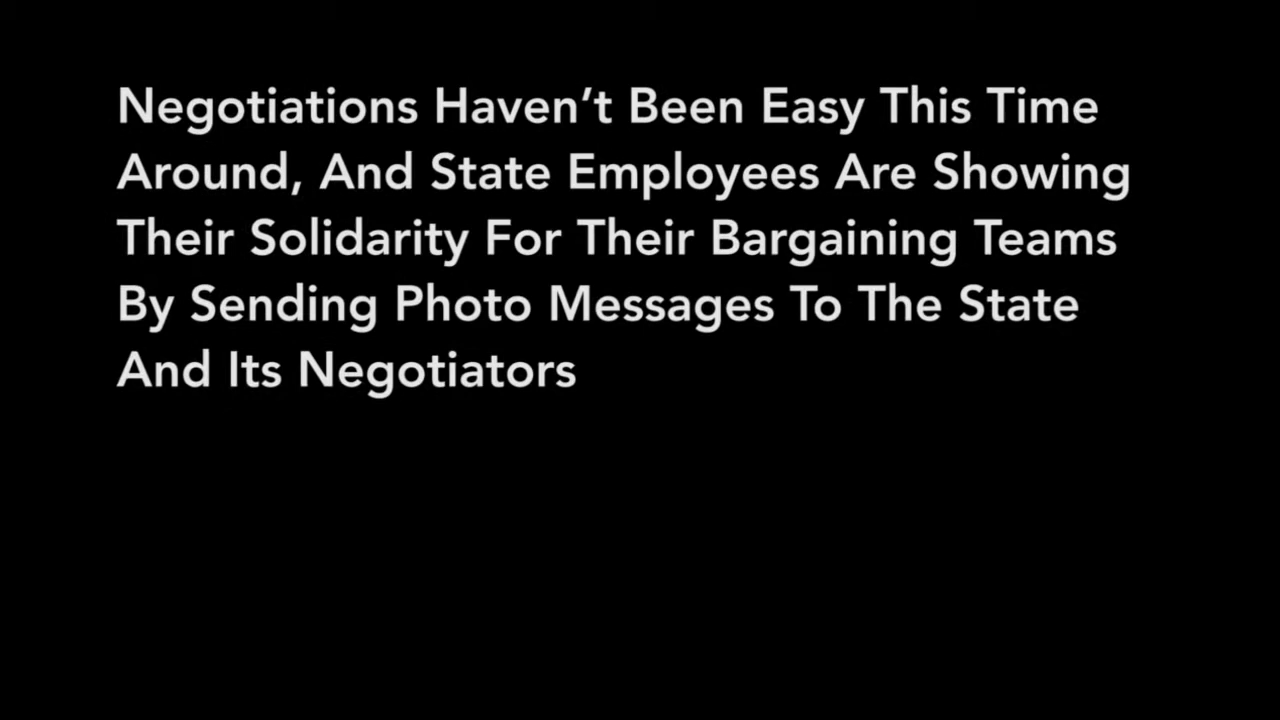 Negotiations Haven’t Been Easy This Time
Around, And State Employees Are Showing
Their Solidarity For Their Bargaining Teams
By Sending Photo Messages To The State
And Its Negotiators